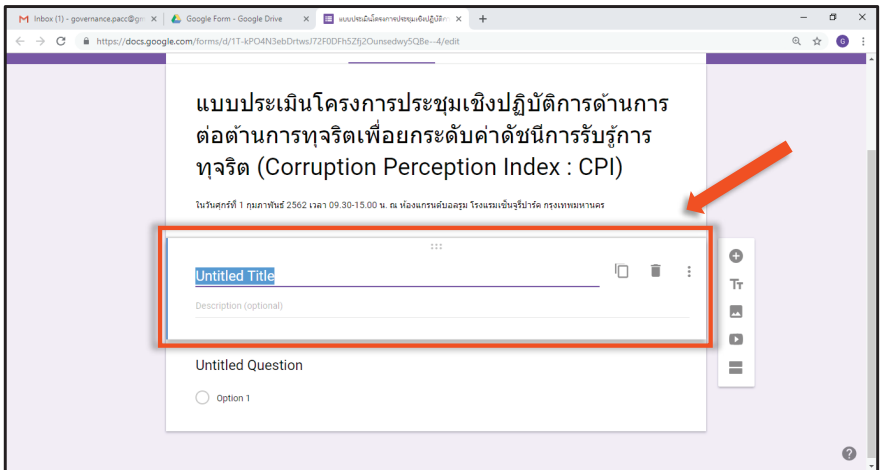 Inbox (1) - governance.pacc@gm
Google Form - Google Drive
แบบประเมินโครงการประชุมเชิงปฏิบัติก
https://docs.google.com/forms/d/1T-kPO4N3ebDrtwsJ72F0DFh5Zfj2Ounsedwy5QBe--4/edit
G
แบบประเมินโครงการประชุมเชิงปฏิบัติการด้านการ
ต่อต้านการทุจริตเพื่อยกระดับค่าดัชนีการรับรู้การ
ทุจริต (Corruption Perception Index : CPI)
ในวันศุกร์ที่ 1 กุมภาพันธ์ 2562 เวลา 09.30-15.00 น. ณ ห้องแกรนด์บอลรูม โรงแรมเซ็นจูรี่ปาร์ค กรุงเทพมหานคร
Untitled Title
Description (optional)
Tт
Untitled Question
Option 1